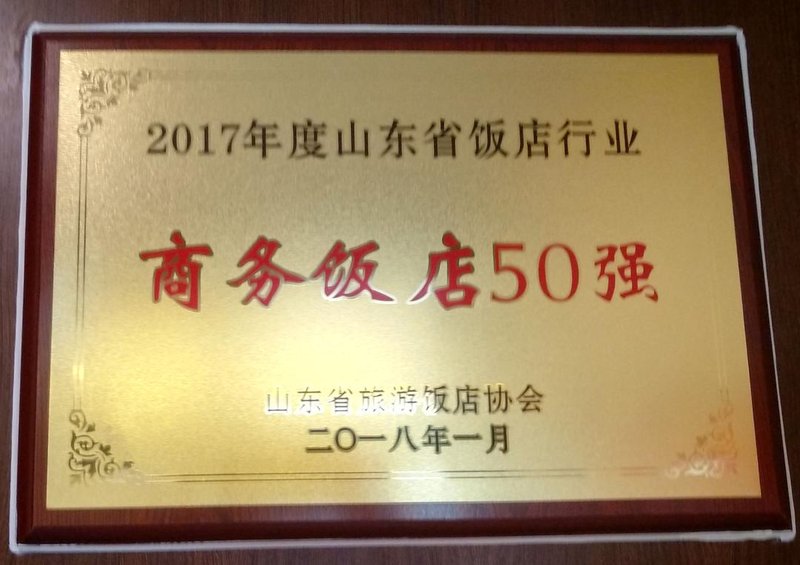 2017年度山东省饭店行业
商务饭店50强
山东省旅游饭店协会
二〇一八年一月